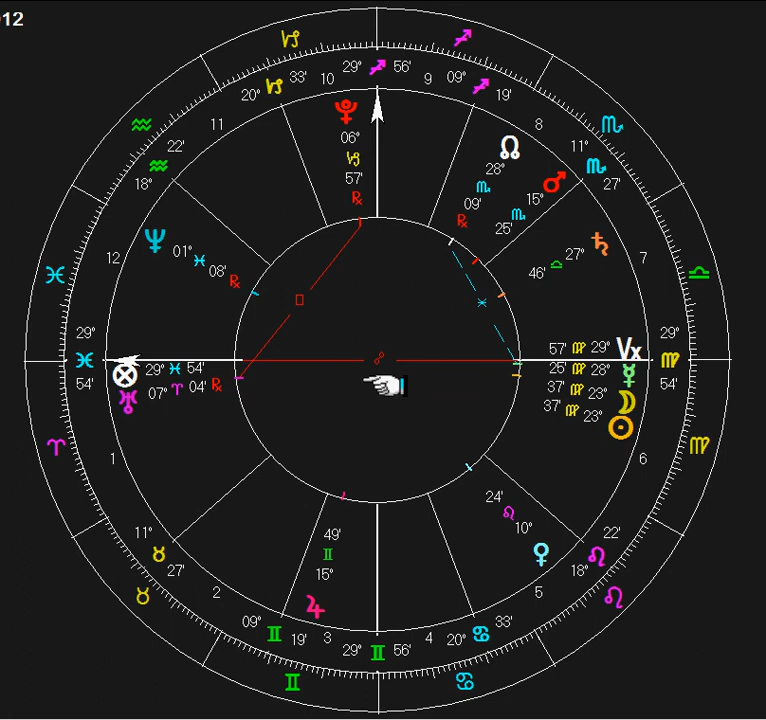 12
♑ ♐
20° ♑ 33' 10 29° ♐ 56' 9 09° ♐ 19'
11 8
♇ 06° ♑ 57' ℞
☊ 28° ♏ 09' ℞
♂ 15° ♏ 25'
11° ♏ 27'
♏
♒
22' ♒ 18°
♄ 27° ♎ 46'
♆ 01° ♓ 08' ℞
12 7
♓ ♎
29° ♓ 54'
57' ♍ 29° Vx
29° ♍ 54'
⊗ 29° ♓ 54'
25' ♍ 28° ☿
♅ 07° ♈ 04' ℞
37' ♍ 23° ☽
37' ♍ 23° ☉
♈ ♍
1 6
24' ♌ 10° ♀
11° ♉ 27'
22' ♌ 18°
49' ♊ 15° ♃
♉ ♌
2 5
09° ♊ 19' 3 29° ♊ 56' 4 20° ♋ 33'
♊ ♋